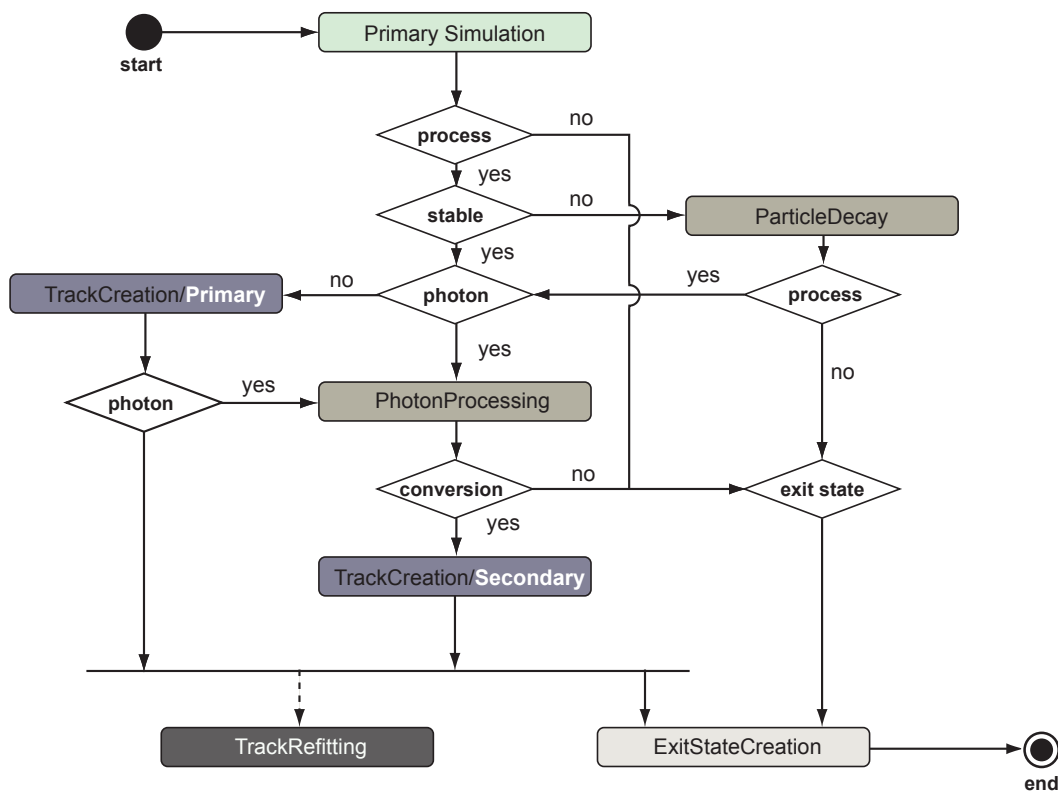 Primary Simulation
start
no
process
yes
no
stable
ParticleDecay
yes
TrackCreation/Primary
no
photon
yes
process
yes
no
yes
photon
PhotonProcessing
no
conversion
exit state
yes
TrackCreation/Secondary
TrackRefitting
ExitStateCreation
end